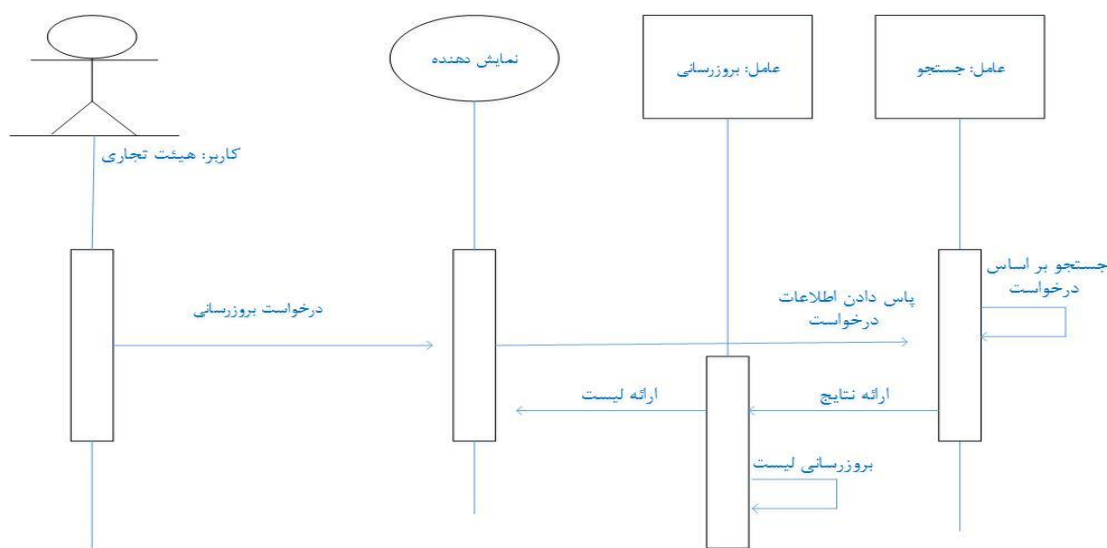 نمایش دهنده
عامل: بروزرسانی
عامل: جستجو
کاربر: هیئت تجاری
جستجو بر اساس
درخواست
درخواست بروزرسانی
پاس دادن اطلاعات
درخواست
ارائه لیست
ارائه نتایج
بروزرسانی لیست